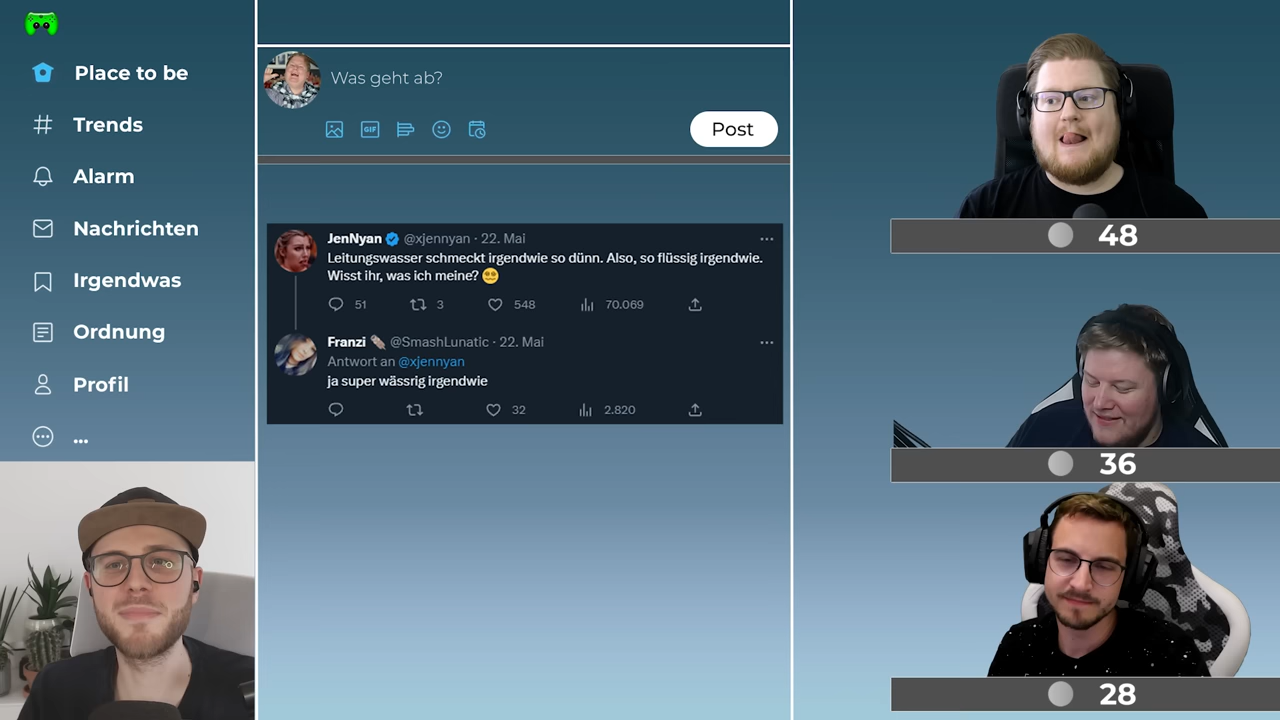 Place to be
Trends
Alarm
Nachrichten
Irgendwas
Ordnung
Profil
...
Was geht ab?
GIF
Post
JenNyan @xjennyan · 22. Mai
Leitungswasser schmeckt irgendwie so dünn. Also, so flüssig irgendwie.
Wisst ihr, was ich meine? 😵‍💫
51 3 548 70.069
Franzi @SmashLunatic · 22. Mai
Antwort an @xjennyan
ja super wässrig irgendwie
32 2.820
48
36
28